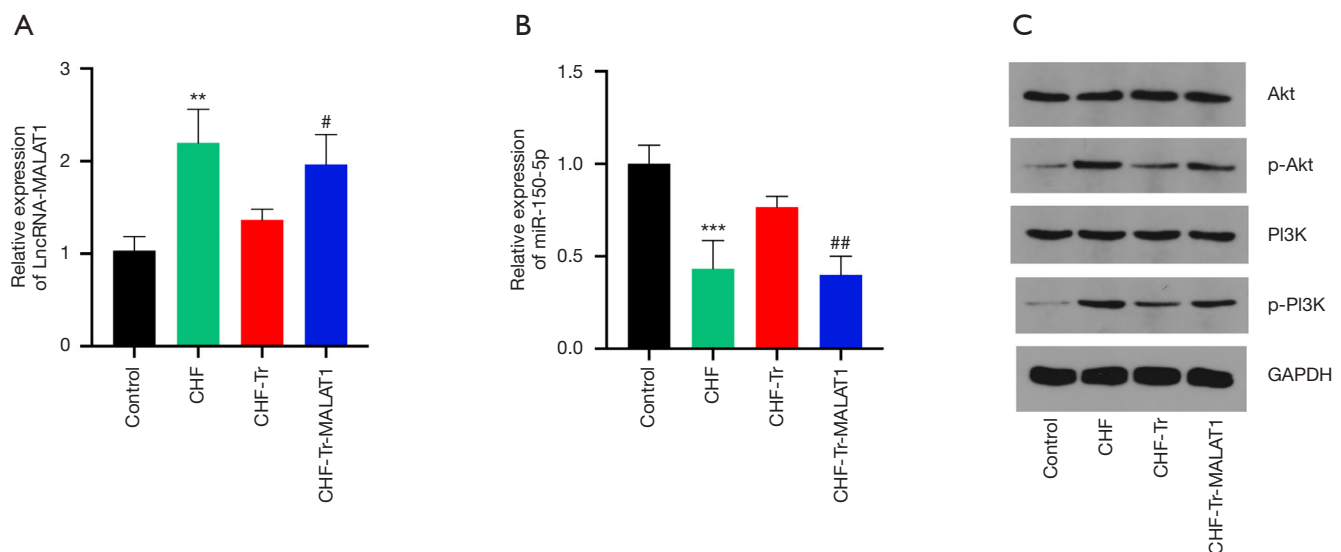 A
Relative expression
of LncRNA-MALAT1
3
2
1
0
**
#
Control
CHF
CHF-Tr
CHF-Tr-MALAT1
B
Relative expression
of miR-150-5p
1.5
1.0
0.5
0.0
***
##
Control
CHF
CHF-Tr
CHF-Tr-MALAT1
C
Akt
p-Akt
PI3K
p-PI3K
GAPDH
Control
CHF
CHF-Tr
CHF-Tr-MALAT1